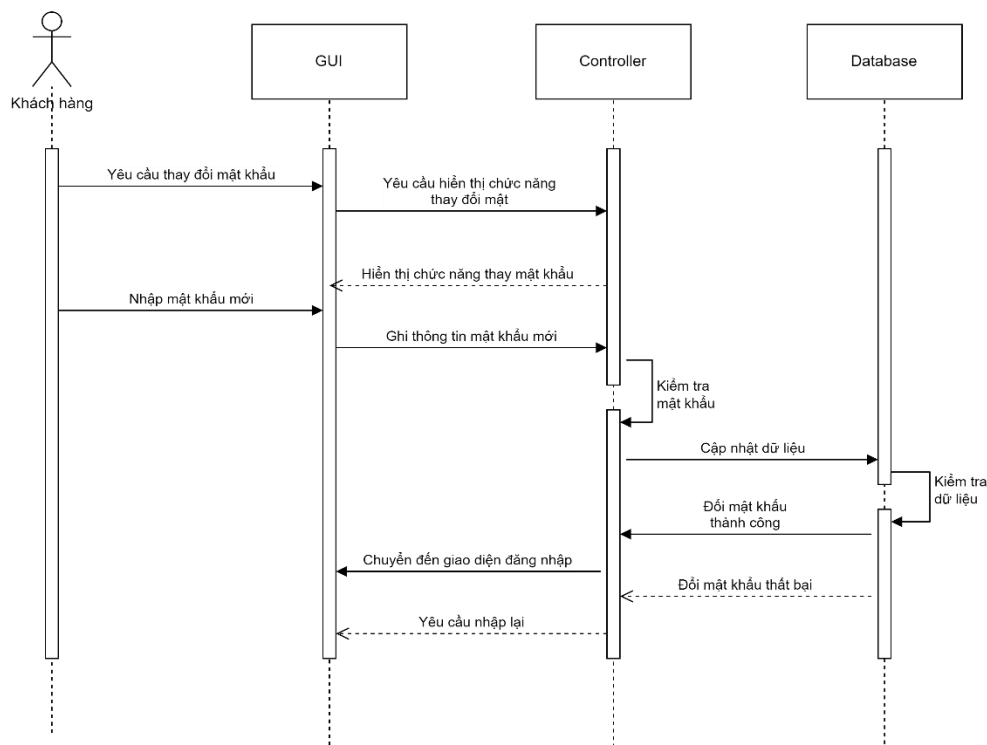 Khách hàng
GUI
Controller
Database
Yêu cầu thay đổi mật khẩu
Yêu cầu hiển thị chức năng
thay đổi mật
Hiển thị chức năng thay mật khẩu
Nhập mật khẩu mới
Ghi thông tin mật khẩu mới
Kiểm tra
mật khẩu
Cập nhật dữ liệu
Kiểm tra
dữ liệu
Đổi mật khẩu
thành công
Chuyển đến giao diện đăng nhập
Đổi mật khẩu thất bại
Yêu cầu nhập lại